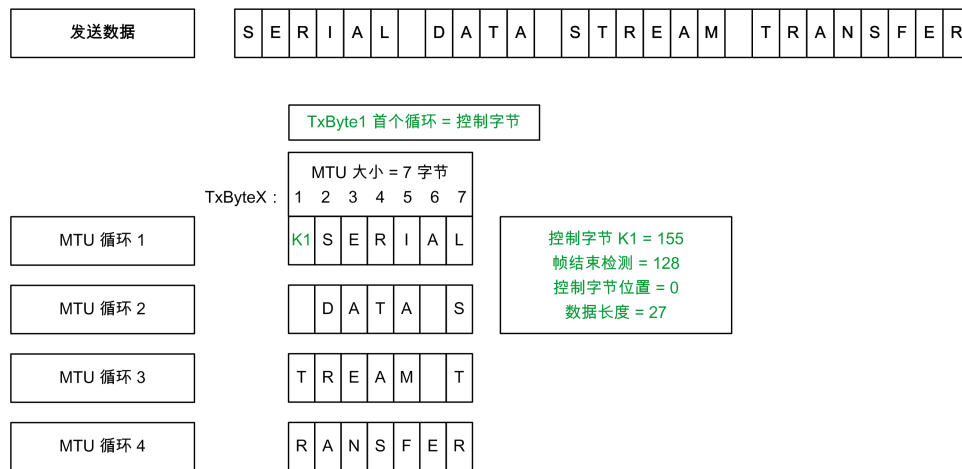 发送数据 S E R I A L D A T A S T R E A M T R A N S F E R
TxByte1 首个循环 = 控制字节
MTU 大小 = 7 字节
TxByteX : 1 2 3 4 5 6 7
MTU 循环 1 K1 S E R I A L
控制字节 K1 = 155
帧结束检测 = 128
控制字节位置 = 0
数据长度 = 27
MTU 循环 2 D A T A S
MTU 循环 3 T R E A M T
MTU 循环 4 R A N S F E R